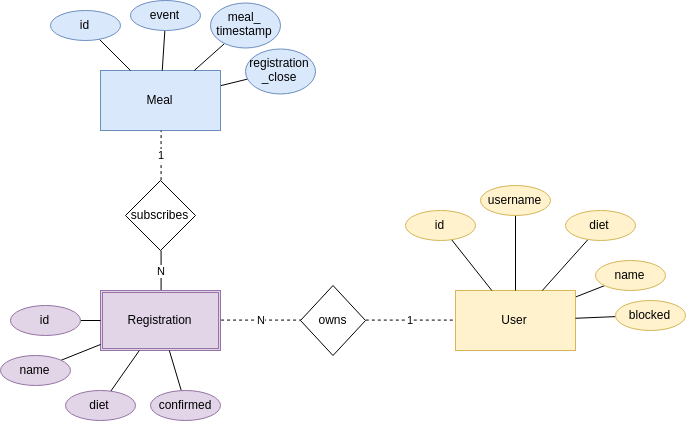 id
event
meal_
timestamp
registration
_close
Meal
1
subscribes
N
Registration
id
name
diet
confirmed
N
owns
1
User
id
username
diet
name
blocked